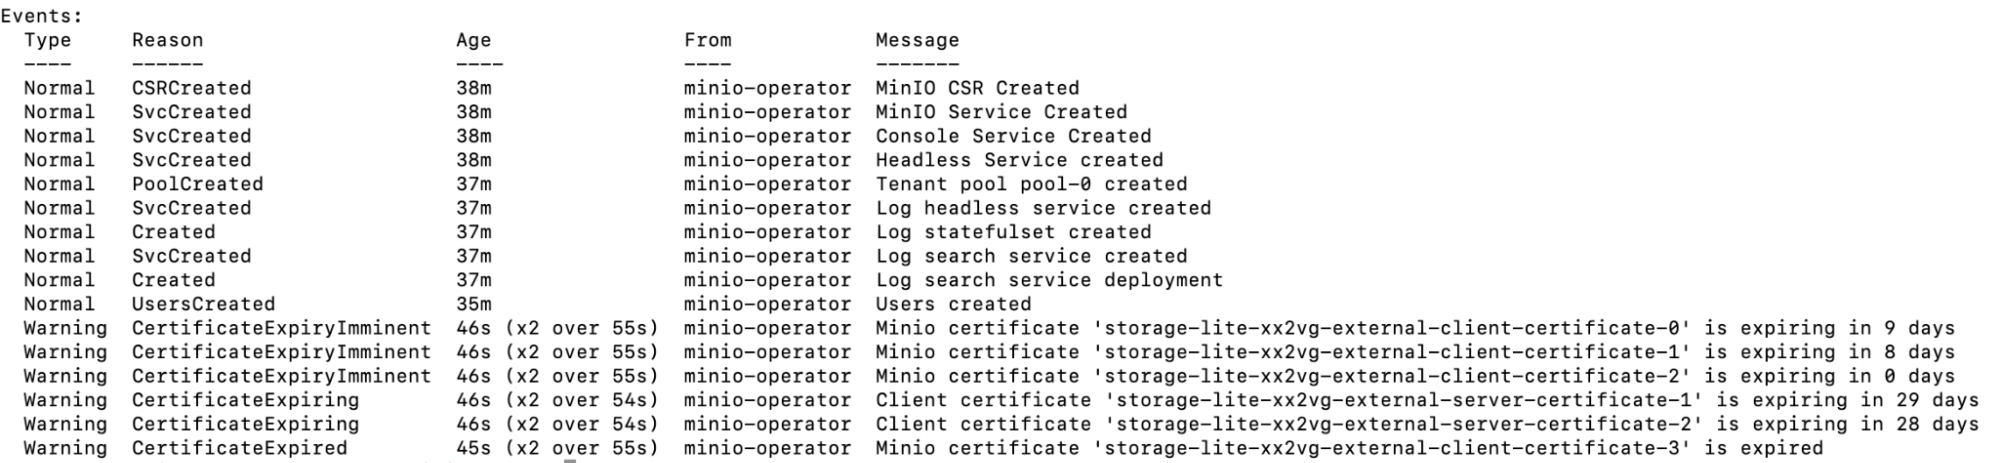 Events:
Type Reason Age From Message
---- ------ ---- ---- -------
Normal CSRCreated 38m minio-operator MinIO CSR Created
Normal SvcCreated 38m minio-operator MinIO Service Created
Normal SvcCreated 38m minio-operator Console Service Created
Normal SvcCreated 38m minio-operator Headless Service created
Normal PoolCreated 37m minio-operator Tenant pool pool-0 created
Normal SvcCreated 37m minio-operator Log headless service created
Normal Created 37m minio-operator Log statefulset created
Normal SvcCreated 37m minio-operator Log search service created
Normal Created 37m minio-operator Log search service deployment
Normal UsersCreated 35m minio-operator Users created
Warning CertificateExpiryImminent 46s (x2 over 55s) minio-operator Minio certificate 'storage-lite-xx2vg-external-client-certificate-0' is expiring in 9 days
Warning CertificateExpiryImminent 46s (x2 over 55s) minio-operator Minio certificate 'storage-lite-xx2vg-external-client-certificate-1' is expiring in 8 days
Warning CertificateExpiryImminent 46s (x2 over 55s) minio-operator Minio certificate 'storage-lite-xx2vg-external-client-certificate-2' is expiring in 0 days
Warning CertificateExpiring 46s (x2 over 54s) minio-operator Client certificate 'storage-lite-xx2vg-external-server-certificate-1' is expiring in 29 days
Warning CertificateExpiring 46s (x2 over 54s) minio-operator Client certificate 'storage-lite-xx2vg-external-server-certificate-2' is expiring in 28 days
Warning CertificateExpired 45s (x2 over 55s) minio-operator Minio certificate 'storage-lite-xx2vg-external-client-certificate-3' is expired